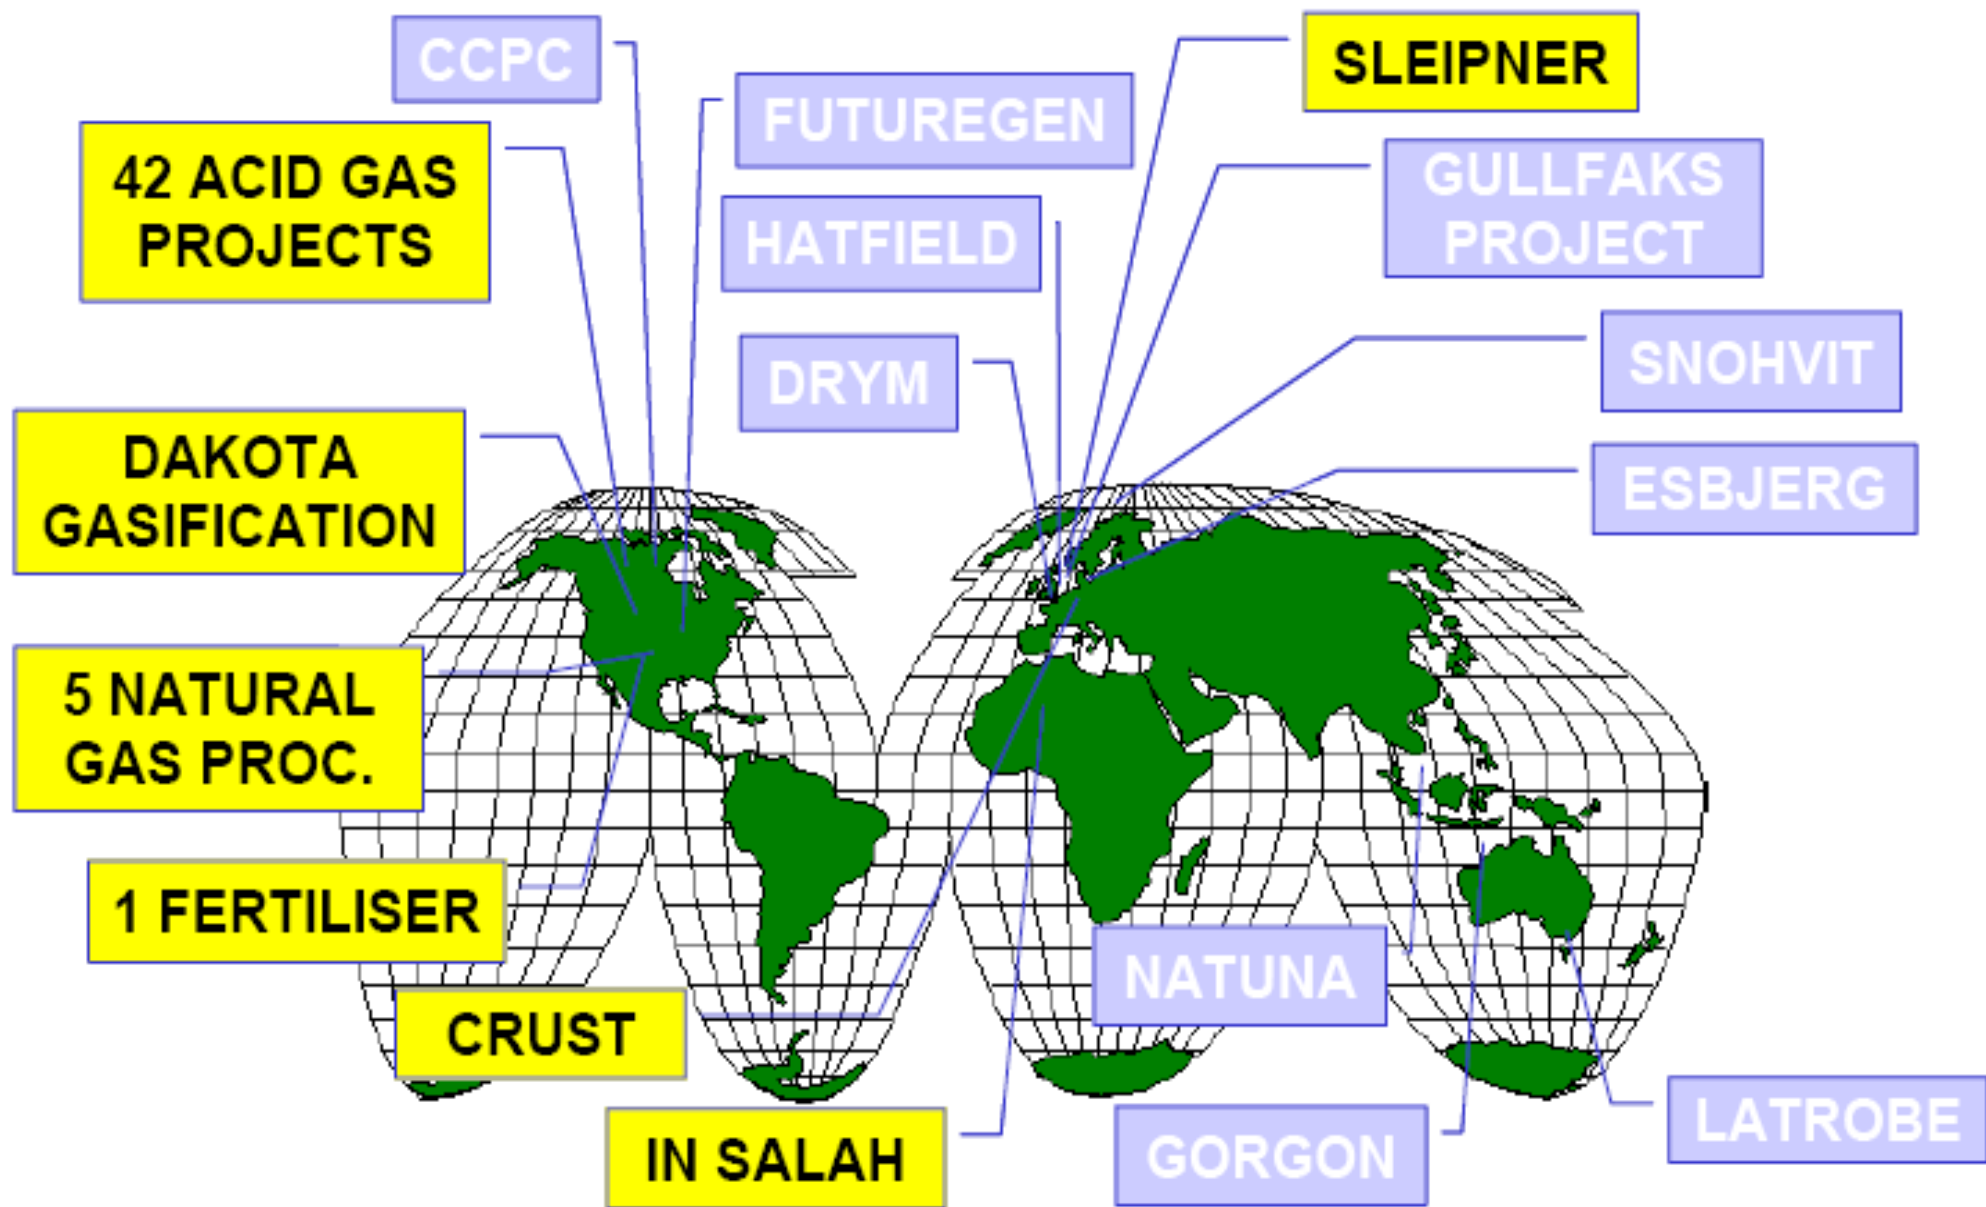 CCPC
SLEIPNER
FUTUREGEN
42 ACID GAS
PROJECTS
GULLFAKS
PROJECT
HATFIELD
SNOHVIT
DRYM
DAKOTA
GASIFICATION
ESBJERG
5 NATURAL
GAS PROC.
1 FERTILISER
NATUNA
CRUST
LATROBE
IN SALAH
GORGON